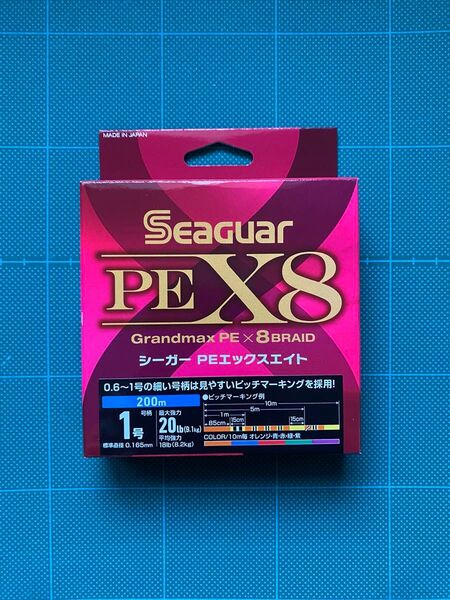 MADE IN JAPAN
SEAGUAR
PE X8
Grandmax PE×8BRAID
シーガー PEエックスエイト
0.6〜1号の細い号柄は見やすいピッチマーキングを採用!
200m
号柄
1号
標準直径 0.165mm
最大強力
20lb(9.1kg)
平均強力
18lb(8.2kg)
●ピッチマーキング例
10m
5m
1m
15cm
15cm
85cm
COLOR/10m毎 オレンジ・青・赤・緑・紫